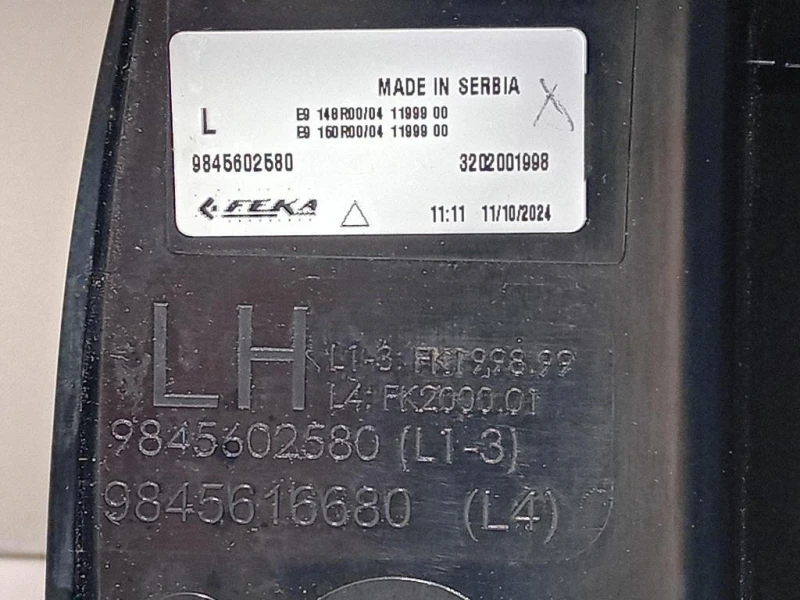 MADE IN SERBIA
L
E9 148R00/04 11999 00
E9 150R00/04 11999 00
9845602580 3202001998
FEKA
11:11 11/10/2024
LH
L1-3: FK1998.99
L4: FK2000.01
9845602580 (L1-3)
9845616680 (L4)